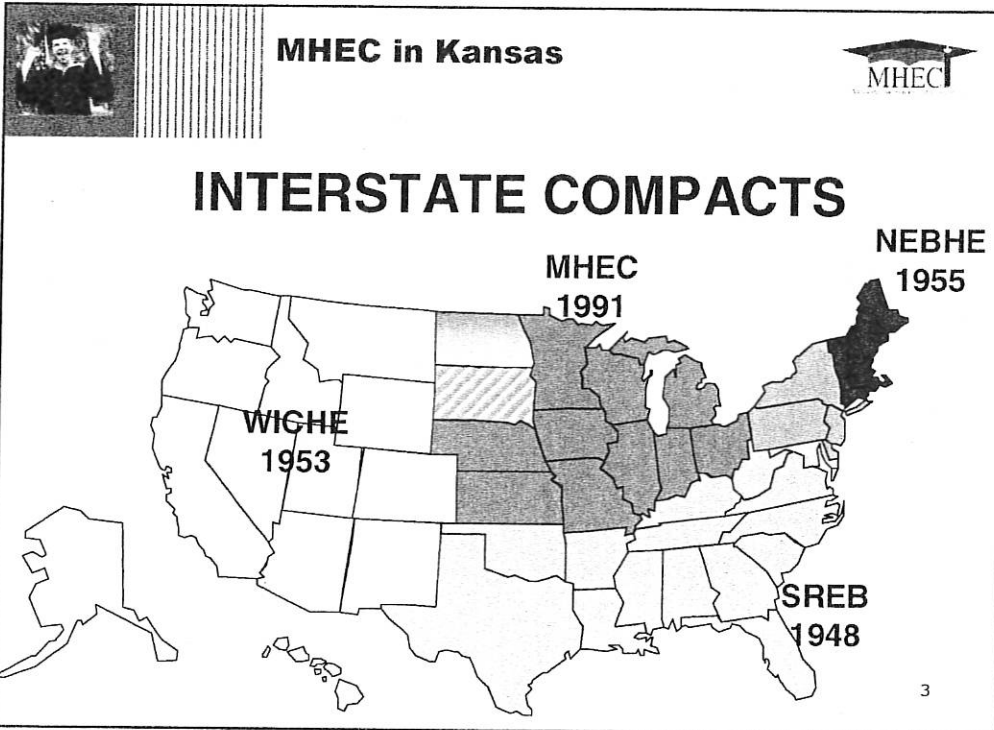 MHEC in Kansas
MHEC
INTERSTATE COMPACTS
NEBHE
1955
MHEC
1991
WICHE
1953
SREB
1948
3